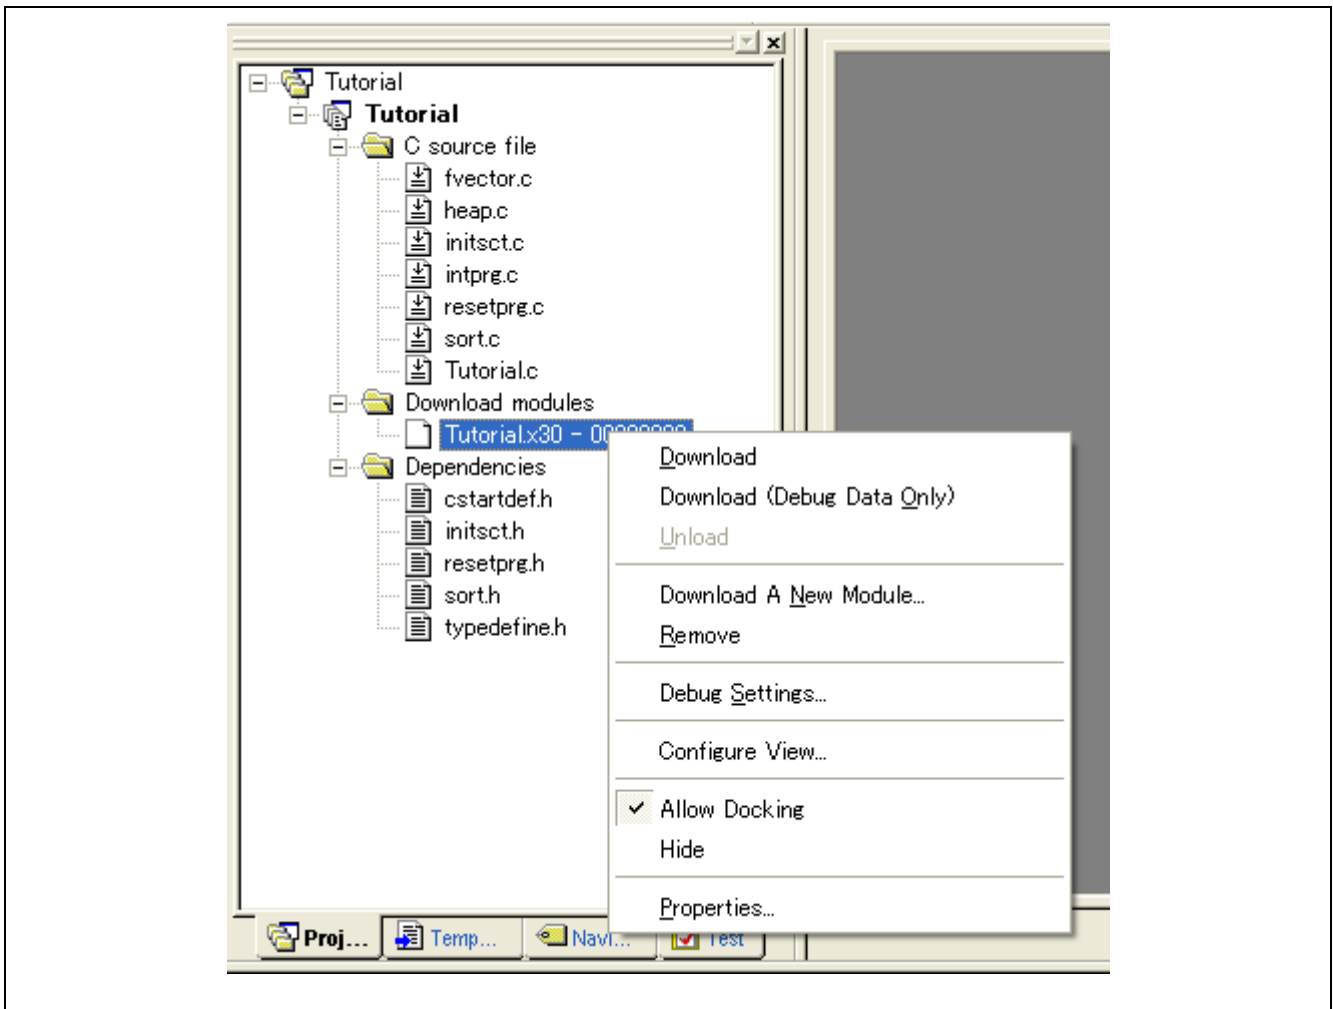 Tutorial
Tutorial
C source file
fvector.c
heap.c
initsct.c
intprg.c
resetprg.c
sort.c
Tutorial.c
Download modules
Tutorial.x30 -
Dependencies
cstartdef.h
initsct.h
resetprg.h
sort.h
typedefine.h
Download
Download (Debug Data Only)
Unload
Download A New Module...
Remove
Debug Settings...
Configure View...
Allow Docking
Hide
Properties...
Proj... Temp... Navi... Test